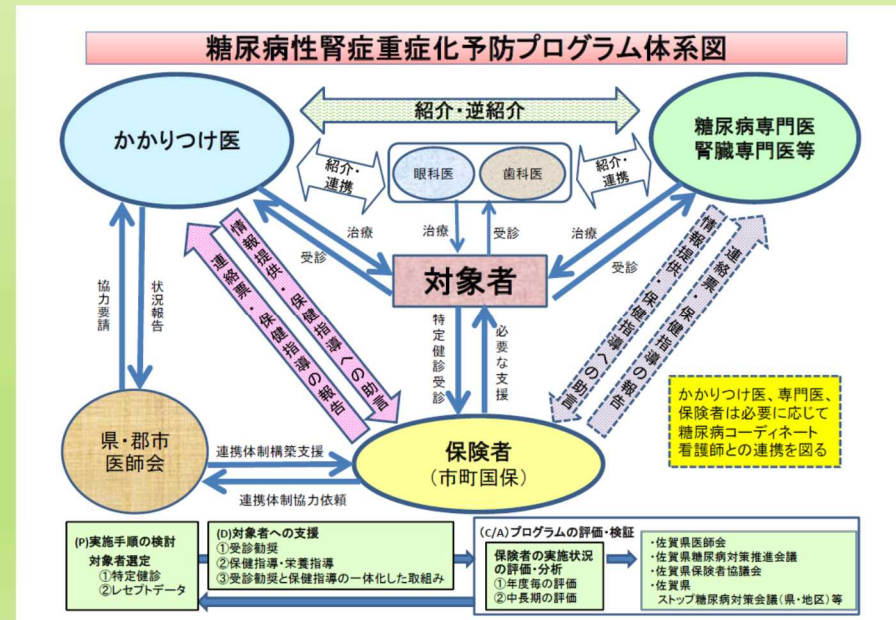 糖尿病性腎症重症化予防プログラム体系図
かかりつけ医
紹介・逆紹介
糖尿病専門医
腎臓専門医等
紹介・
連携
眼科医
歯科医
紹介・
連携
治療
受診
治療
受診
治療
受診
対象者
情報提供・保健指導への助言
連絡票・保健指導の報告
情報提供・保健指導への助言
連絡票・保健指導の報告
協力要請
状況報告
特定健診受診
必要な支援
かかりつけ医、専門医、
保険者は必要に応じて
糖尿病コーディネート
看護師との連携を図る
県・郡市
医師会
連携体制構築支援
連携体制協力依頼
保険者
(市町国保)
(P)実施手順の検討
対象者選定
①特定健診
②レセプトデータ
(D)対象者への支援
①受診勧奨
②保健指導・栄養指導
③受診勧奨と保健指導の一体化した取組み
(C/A)プログラムの評価・検証
保険者の実施状況
の評価・分析
①年度毎の評価
②中長期の評価
・佐賀県医師会
・佐賀県糖尿病対策推進会議
・佐賀県保険者協議会
・佐賀県
ストップ糖尿病対策会議(県・地区)等